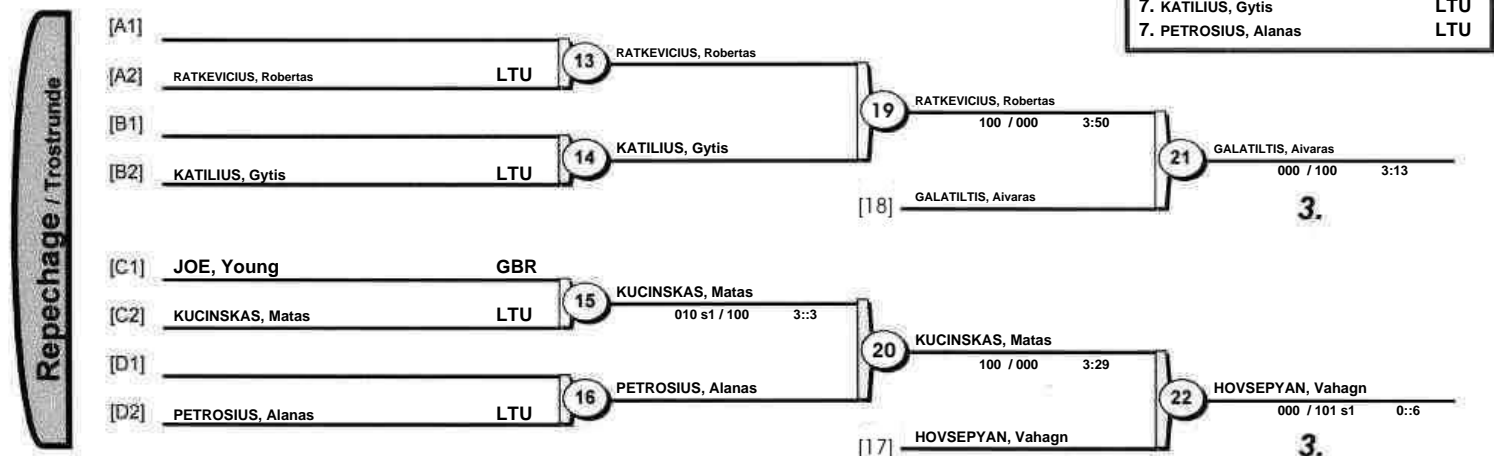 7. KATILIUS, Gytis LTU
7. PETROSIUS, Alanas LTU
Repechage / Trostrunde
[A1]
[A2] RATKEVICIUS, Robertas LTU
13 RATKEVICIUS, Robertas
[B1]
[B2] KATILIUS, Gytis LTU
14 KATILIUS, Gytis
19 RATKEVICIUS, Robertas
100 / 000 3:50
[18] GALATILTIS, Aivaras
21 GALATILTIS, Aivaras
000 / 100 3:13
3.
[C1] JOE, Young GBR
[C2] KUCINSKAS, Matas LTU
15 KUCINSKAS, Matas
010 s1 / 100 3::3
[D1]
[D2] PETROSIUS, Alanas LTU
16 PETROSIUS, Alanas
20 KUCINSKAS, Matas
100 / 000 3:29
[17] HOVSEPYAN, Vahagn
22 HOVSEPYAN, Vahagn
000 / 101 s1 0::6
3.